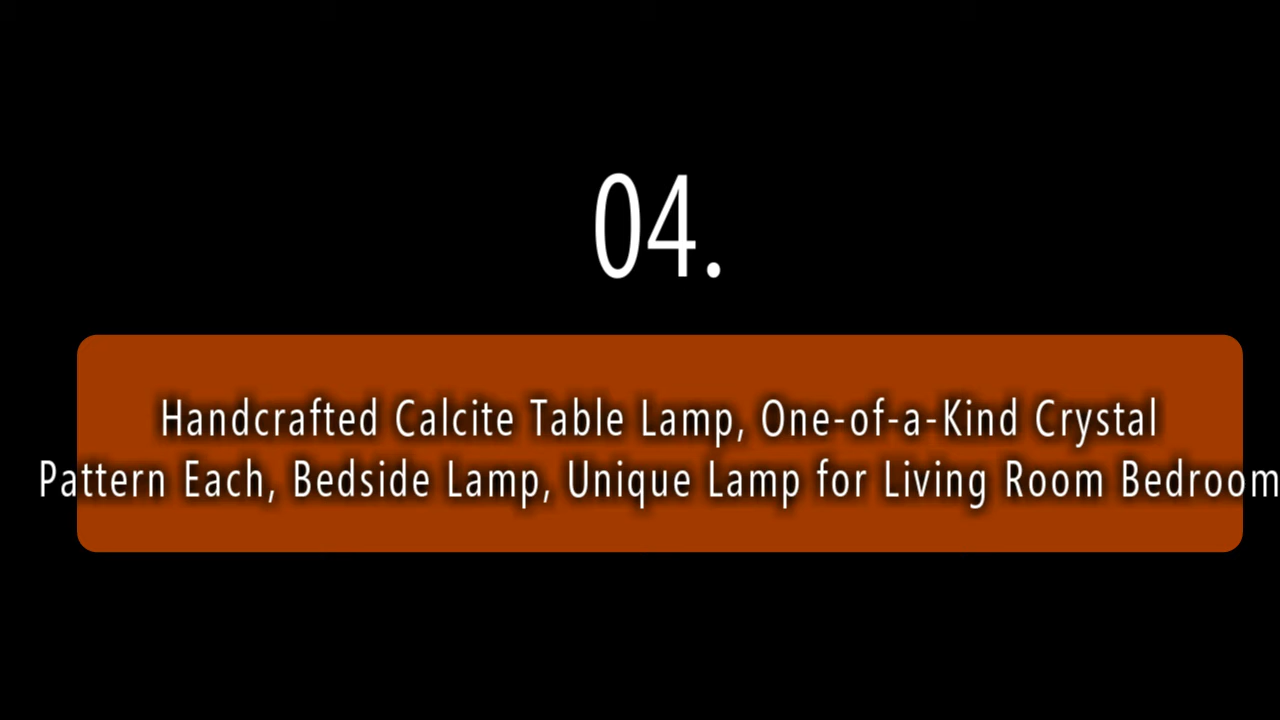 04.
Handcrafted Calcite Table Lamp, One-of-a-Kind Crystal
Pattern Each, Bedside Lamp, Unique Lamp for Living Room Bedroom